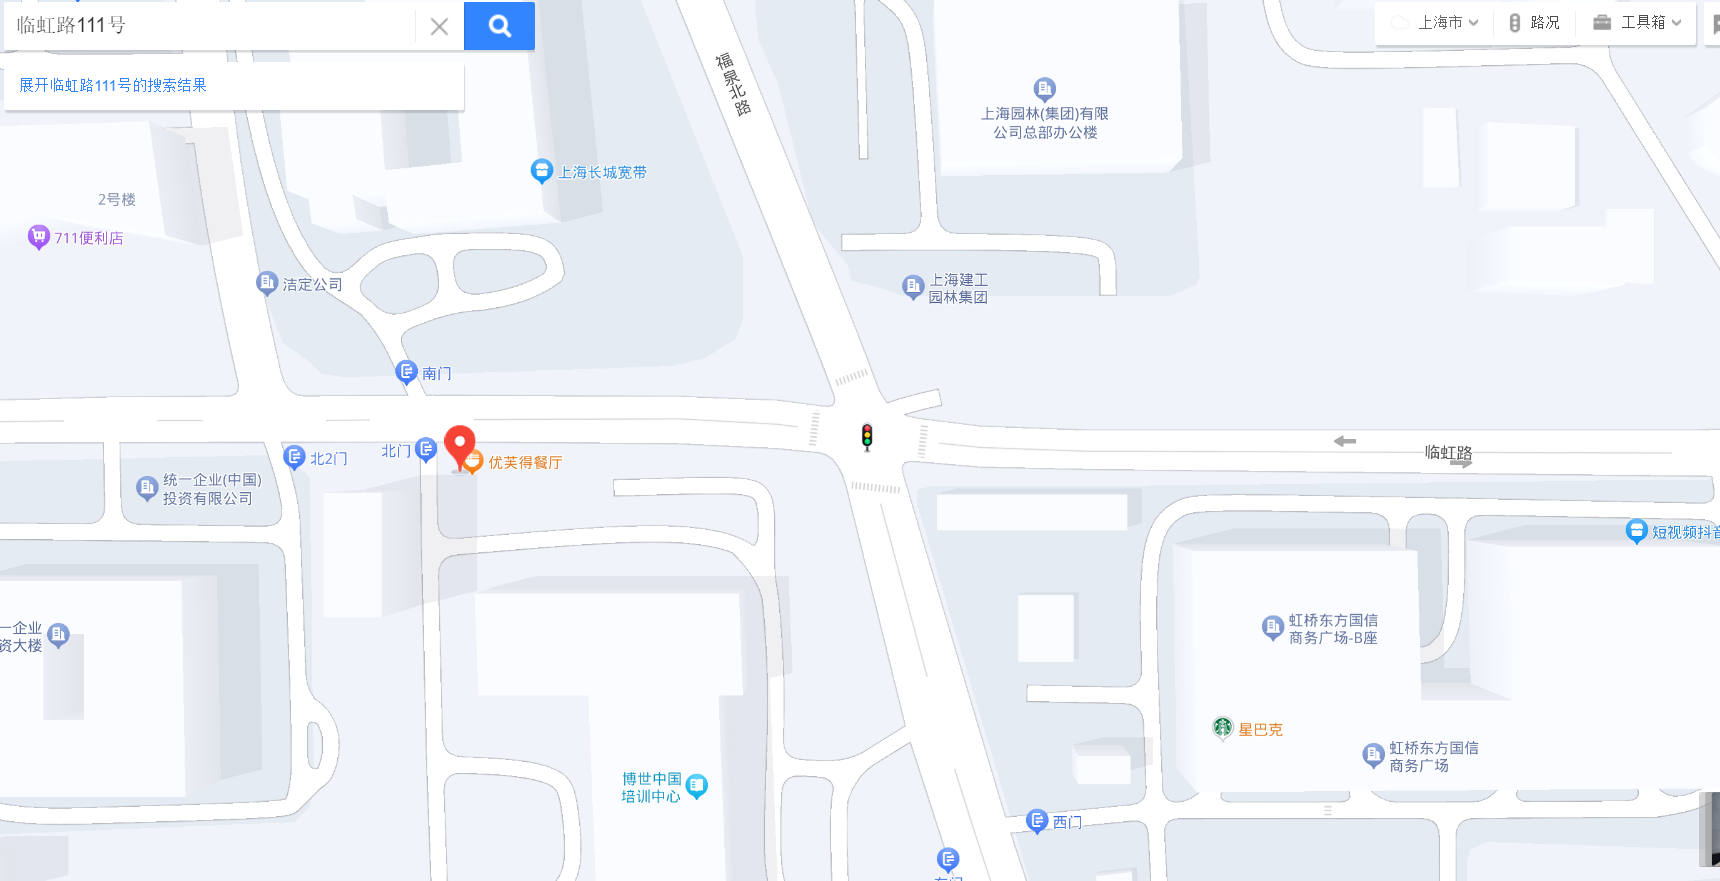 临虹路111号
上海市
路况
工具箱
展开临虹路111号的搜索结果
福泉北路
上海园林(集团)有限
公司总部办公楼
上海长城宽带
2号楼
711便利店
洁定公司
上海建工
园林集团
南门
北门
北2门
优芙得餐厅
临虹路
统一企业(中国)
投资有限公司
短视频抖音
一企业
资大楼
虹桥东方国信
商务广场-B座
星巴克
虹桥东方国信
商务广场
博世中国
培训中心
西门